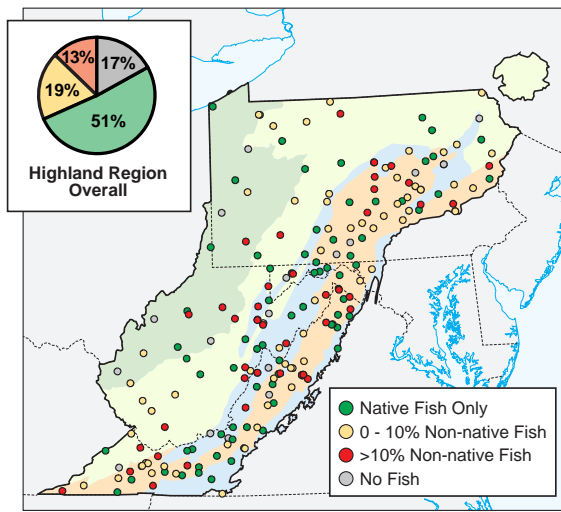 13%
17%
19%
51%
Highland Region
Overall
Native Fish Only
0 - 10% Non-native Fish
>10% Non-native Fish
No Fish